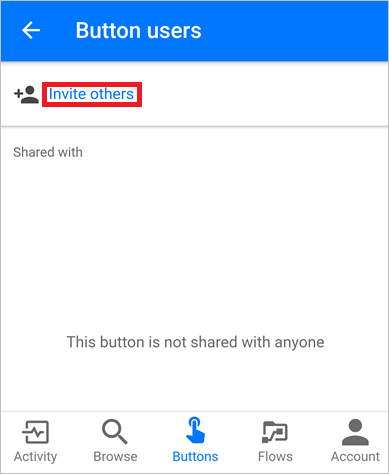 Button users
Invite others
Shared with
This button is not shared with anyone
Activity Browse Buttons Flows Account